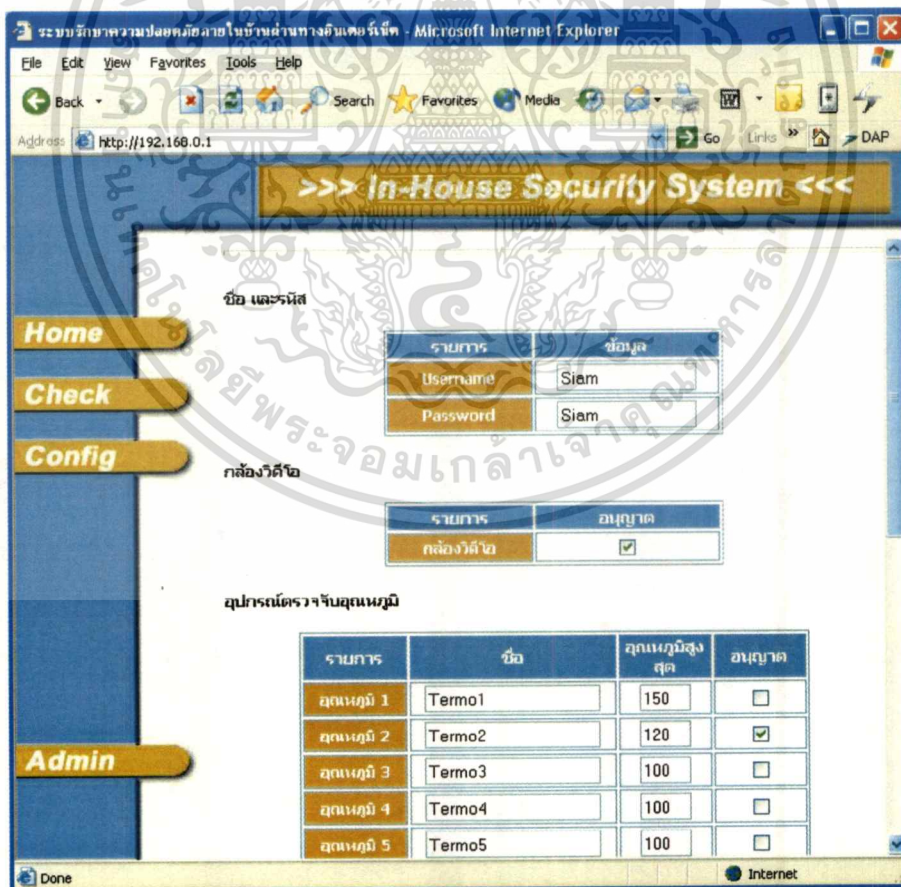 ระบบรักษาความปลอดภัยภายในบ้านผ่านทางอินเตอร์เน็ต - Microsoft Internet Explorer
File Edit View Favorites Tools Help
Back Search Favorites Media
Address http://192.168.0.1 Go Links » DAP
>>> In-House Security System <<<
Home
Check
Config
Admin
ชื่อ และรหัส
รายการ ข้อมูล
Username Siam
Password Siam
กล้องวิดีโอ
รายการ อนุญาต
กล้องวิดีโอ
อุปกรณ์ตรวจจับอุณหภูมิ
รายการ ชื่อ อุณหภูมิสูงสุด อนุญาต
อุณหภูมิ 1 Termo1 150
อุณหภูมิ 2 Termo2 120
อุณหภูมิ 3 Termo3 100
อุณหภูมิ 4 Termo4 100
อุณหภูมิ 5 Termo5 100
Done Internet